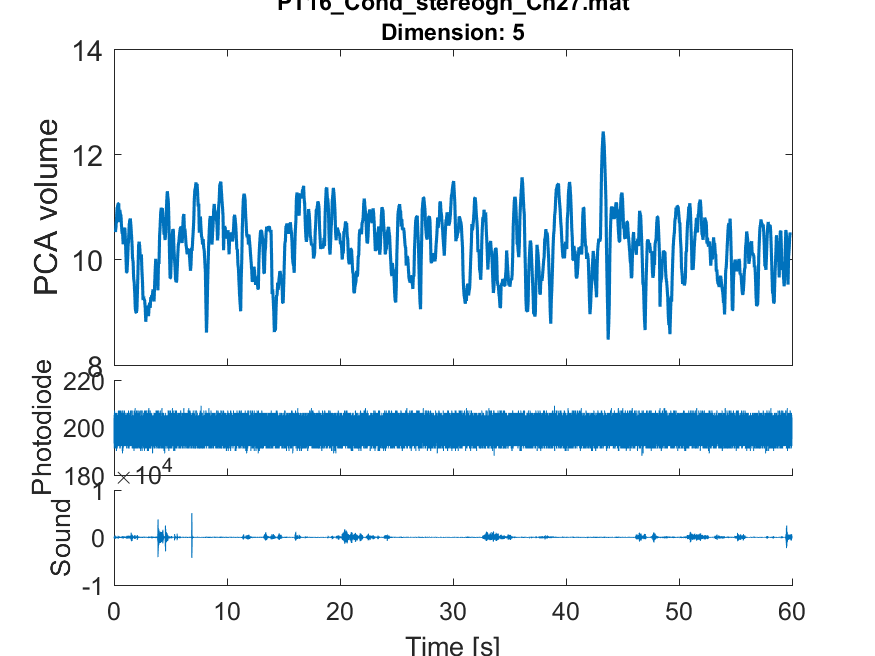 PT16_Cond_stereogn_Ch27.mat
Dimension: 5
14
12
10
8
PCA volume
220
200
180
Photodiode
×10⁴
1
0
-1
Sound
0 10 20 30 40 50 60
Time [s]